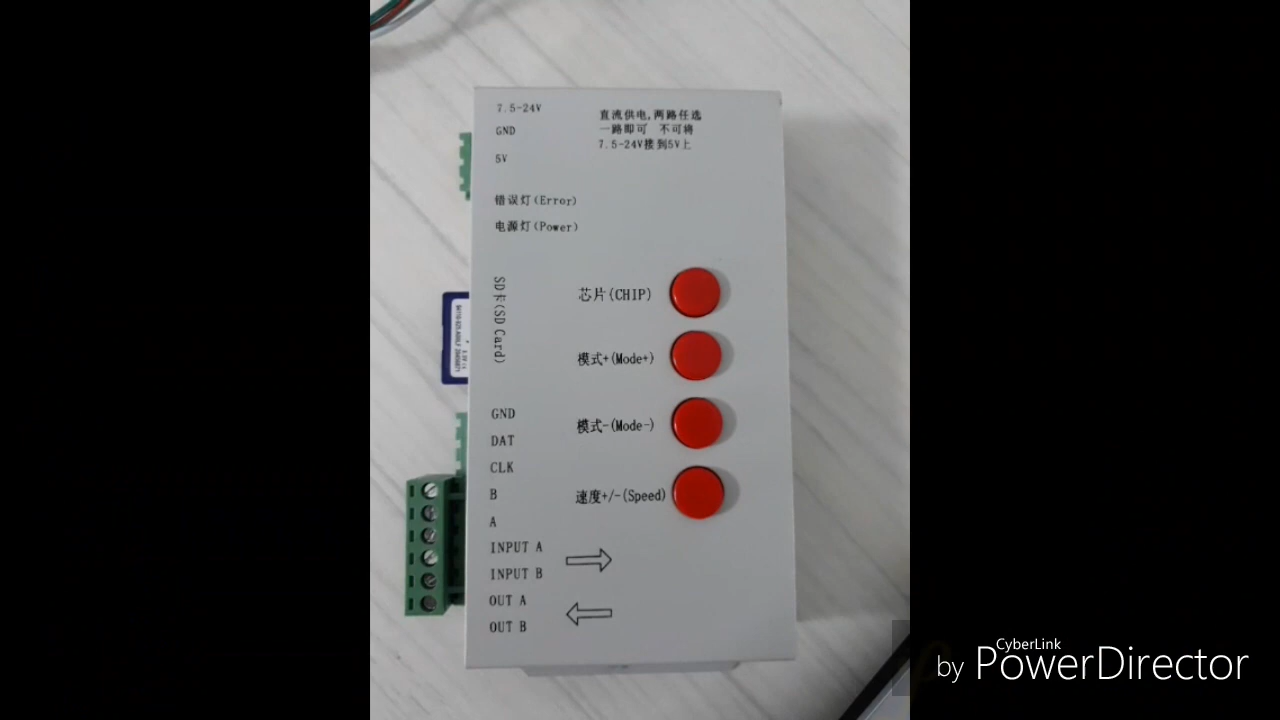 7.5-24V
GND
5V
直流供电,两路任选
一路即可 不可将
7.5-24V接到5V上
错误灯(Error)
电源灯(Power)
SD卡(SD Card)
芯片(CHIP)
模式+(Mode+)
模式-(Mode-)
速度+/-(Speed)
GND
DAT
CLK
B
A
INPUT A
INPUT B
OUT A
OUT B
CyberLink
by PowerDirector